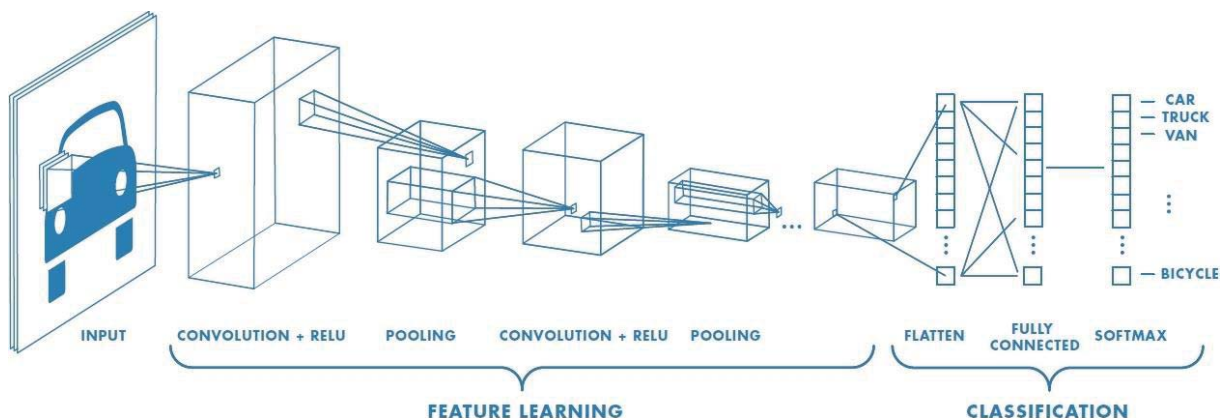 CAR
TRUCK
VAN
BICYCLE
INPUT
CONVOLUTION + RELU
POOLING
CONVOLUTION + RELU
POOLING
FLATTEN
FULLY
CONNECTED
SOFTMAX
FEATURE LEARNING
CLASSIFICATION